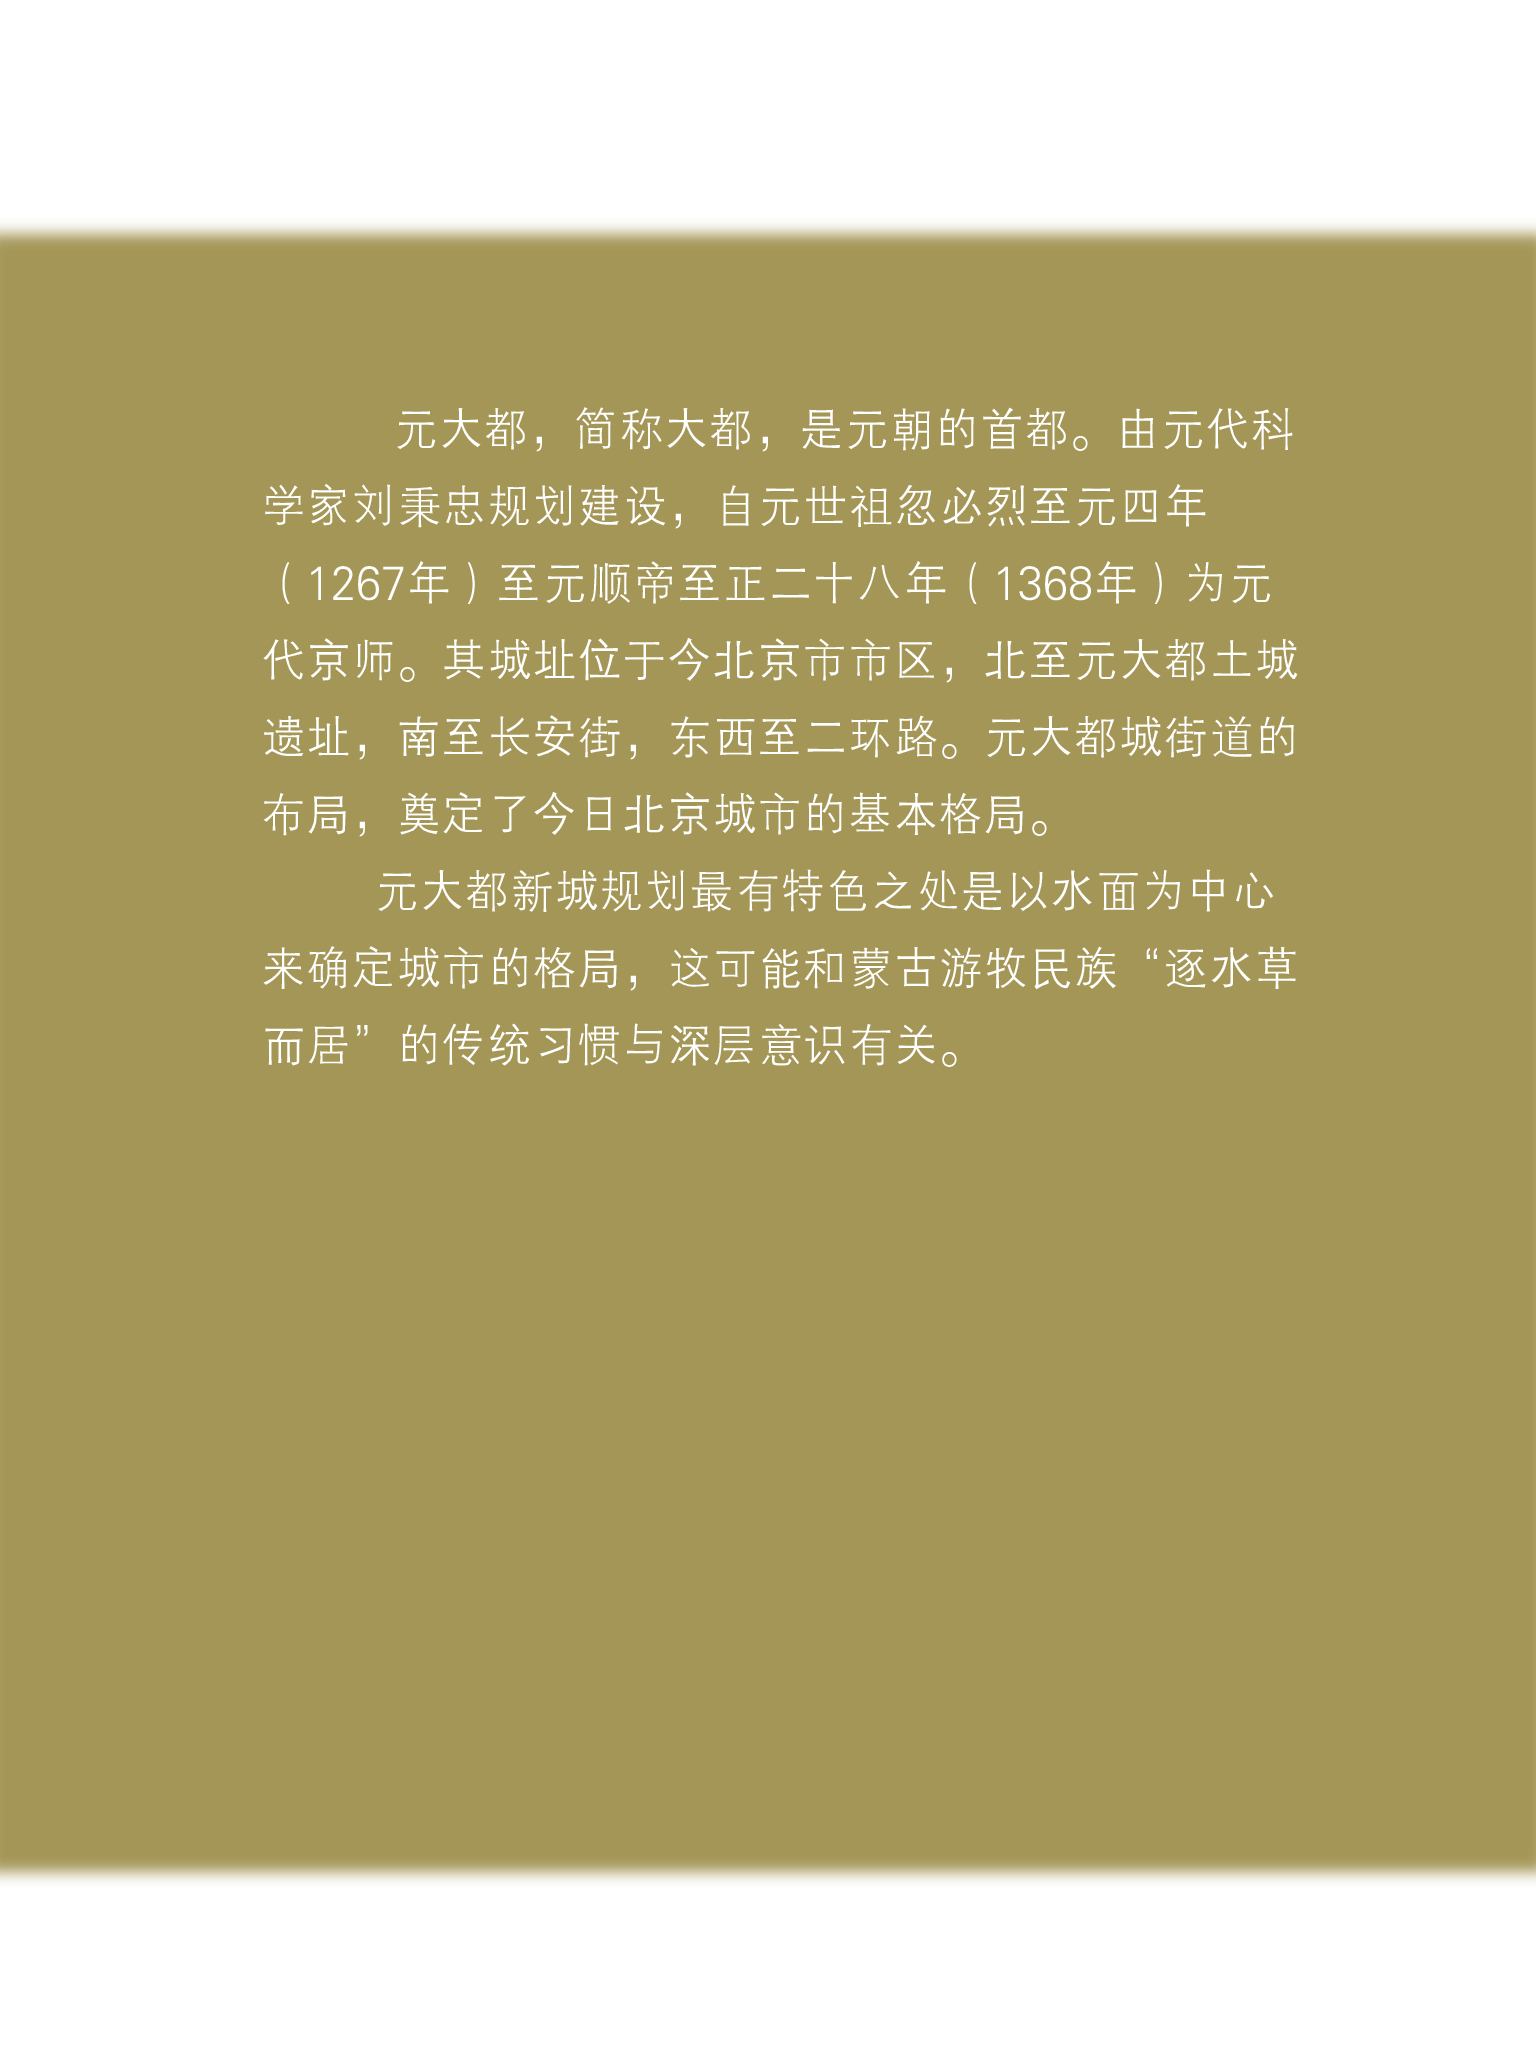 元大都，简称大都，是元朝的首都。由元代科
学家刘秉忠规划建设，自元世祖忽必烈至元四年
（1267年）至元顺帝至正二十八年（1368年）为元
代京师。其城址位于今北京市市区，北至元大都土城
遗址，南至长安街，东西至二环路。元大都城街道的
布局，奠定了今日北京城市的基本格局。
元大都新城规划最有特色之处是以水面为中心
来确定城市的格局，这可能和蒙古游牧民族“逐水草
而居”的传统习惯与深层意识有关。